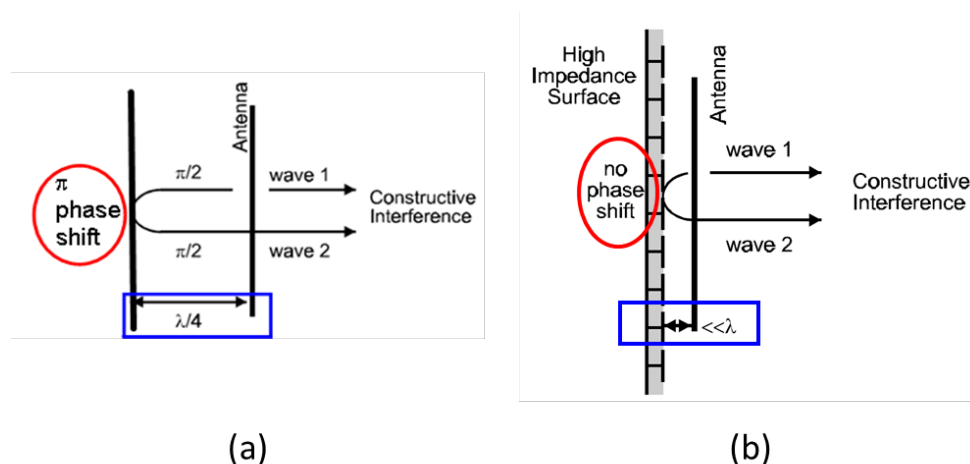 π
phase
shift
π/2
π/2
Antenna
wave 1
wave 2
Constructive
Interference
λ/4
(a)
High
Impedance
Surface
no
phase
shift
Antenna
wave 1
wave 2
Constructive
Interference
<<λ
(b)